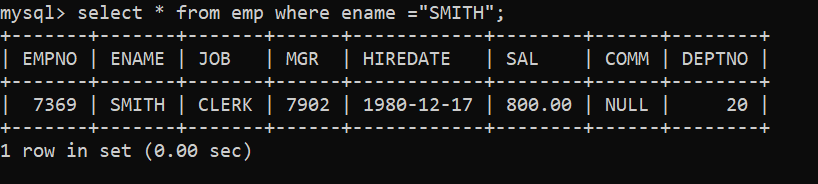 mysql> select * from emp where ename ="SMITH";
+-------+-------+-------+------+------------+--------+------+--------+
| EMPNO | ENAME | JOB   | MGR  | HIREDATE   | SAL    | COMM | DEPTNO |
+-------+-------+-------+------+------------+--------+------+--------+
|  7369 | SMITH | CLERK | 7902 | 1980-12-17 | 800.00 | NULL |     20 |
+-------+-------+-------+------+------------+--------+------+--------+
1 row in set (0.00 sec)